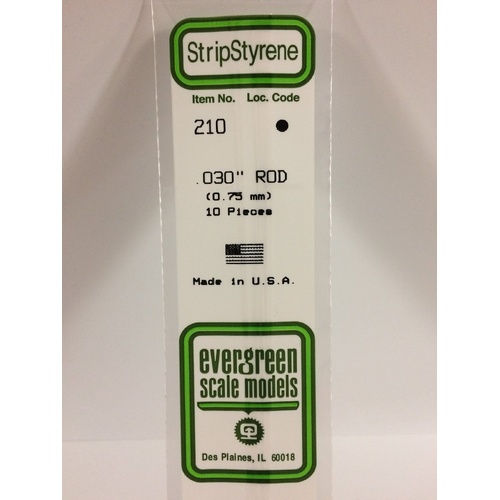 StripStyrene
Item No. Loc. Code
210
.030" ROD
(0.75 mm)
10 Pieces
Made in U.S.A.
evergreen
scale models
Des Plaines, IL 60018